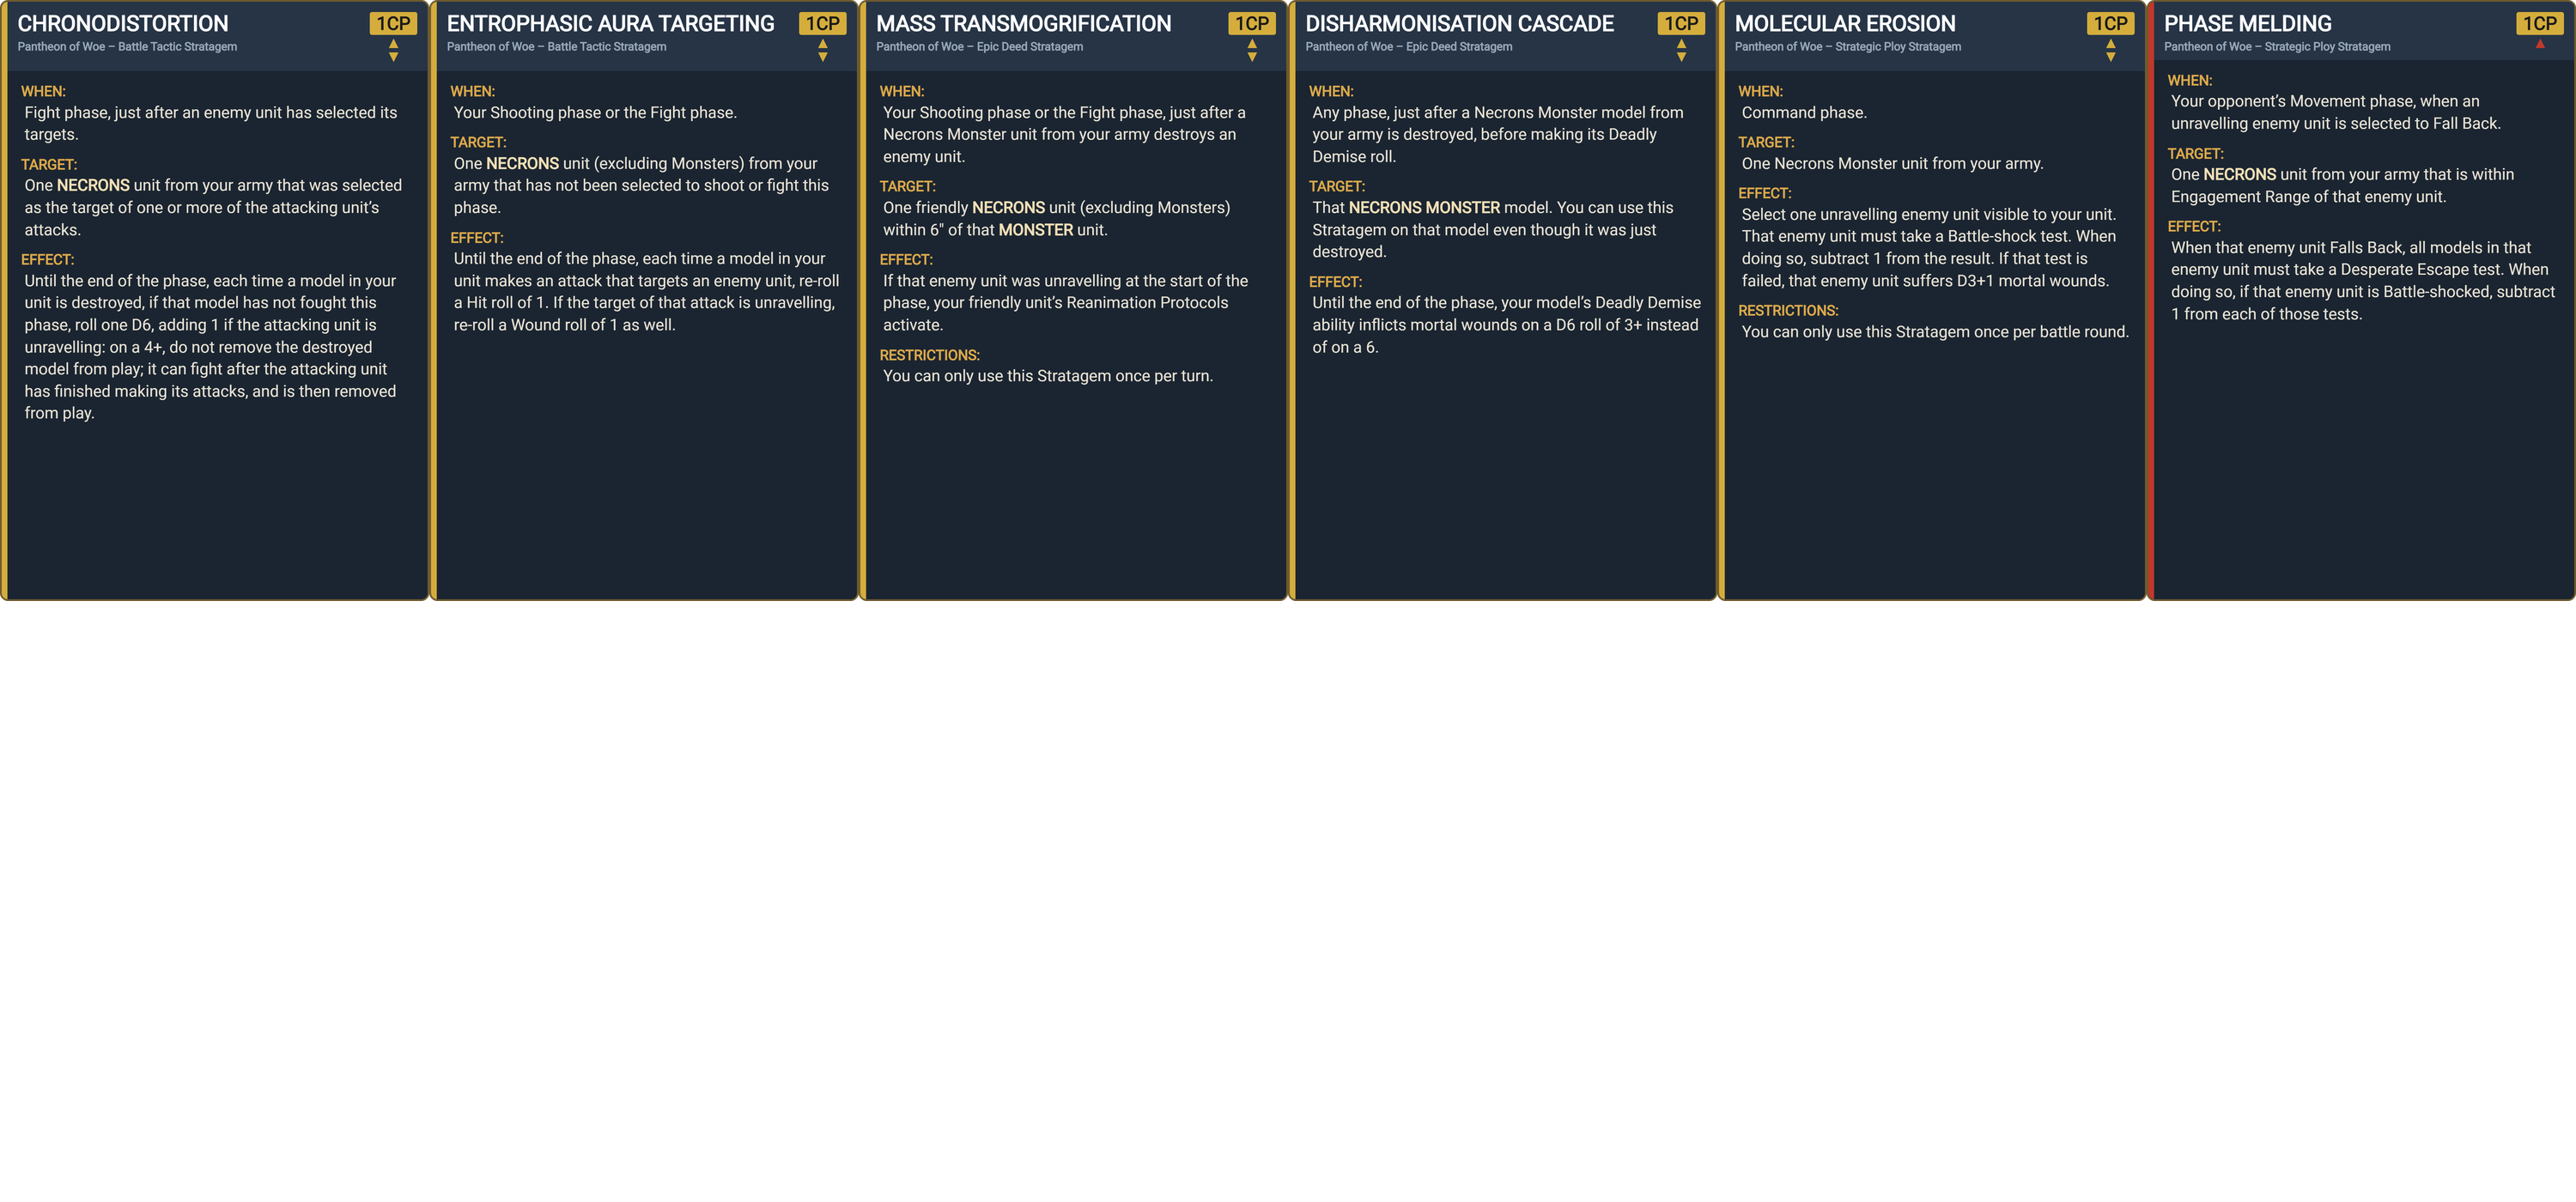 CHRONODISTORTION
1CP
Pantheon of Woe – Battle Tactic Stratagem
WHEN:
Fight phase, just after an enemy unit has selected its
targets.
TARGET:
One NECRONS unit from your army that was selected
as the target of one or more of the attacking unit’s
attacks.
EFFECT:
Until the end of the phase, each time a model in your
unit is destroyed, if that model has not fought this
phase, roll one D6, adding 1 if the attacking unit is
unravelling: on a 4+, do not remove the destroyed
model from play; it can fight after the attacking unit
has finished making its attacks, and is then removed
from play.
ENTROPHASIC AURA TARGETING
1CP
Pantheon of Woe – Battle Tactic Stratagem
WHEN:
Your Shooting phase or the Fight phase.
TARGET:
One NECRONS unit (excluding Monsters) from your
army that has not been selected to shoot or fight this
phase.
EFFECT:
Until the end of the phase, each time a model in your
unit makes an attack that targets an enemy unit, re-roll
a Hit roll of 1. If the target of that attack is unravelling,
re-roll a Wound roll of 1 as well.
MASS TRANSMOGRIFICATION
1CP
Pantheon of Woe – Epic Deed Stratagem
WHEN:
Your Shooting phase or the Fight phase, just after a
Necrons Monster unit from your army destroys an
enemy unit.
TARGET:
One friendly NECRONS unit (excluding Monsters)
within 6" of that MONSTER unit.
EFFECT:
If that enemy unit was unravelling at the start of the
phase, your friendly unit’s Reanimation Protocols
activate.
RESTRICTIONS:
You can only use this Stratagem once per turn.
DISHARMONISATION CASCADE
1CP
Pantheon of Woe – Epic Deed Stratagem
WHEN:
Any phase, just after a Necrons Monster model from
your army is destroyed, before making its Deadly
Demise roll.
TARGET:
That NECRONS MONSTER model. You can use this
Stratagem on that model even though it was just
destroyed.
EFFECT:
Until the end of the phase, your model’s Deadly Demise
ability inflicts mortal wounds on a D6 roll of 3+ instead
of on a 6.
MOLECULAR EROSION
1CP
Pantheon of Woe – Strategic Ploy Stratagem
WHEN:
Command phase.
TARGET:
One Necrons Monster unit from your army.
EFFECT:
Select one unravelling enemy unit visible to your unit.
That enemy unit must take a Battle-shock test. When
doing so, subtract 1 from the result. If that test is
failed, that enemy unit suffers D3+1 mortal wounds.
RESTRICTIONS:
You can only use this Stratagem once per battle round.
PHASE MELDING
1CP
Pantheon of Woe – Strategic Ploy Stratagem
WHEN:
Your opponent’s Movement phase, when an
unravelling enemy unit is selected to Fall Back.
TARGET:
One NECRONS unit from your army that is within
Engagement Range of that enemy unit.
EFFECT:
When that enemy unit Falls Back, all models in that
enemy unit must take a Desperate Escape test. When
doing so, if that enemy unit is Battle-shocked, subtract
1 from each of those tests.